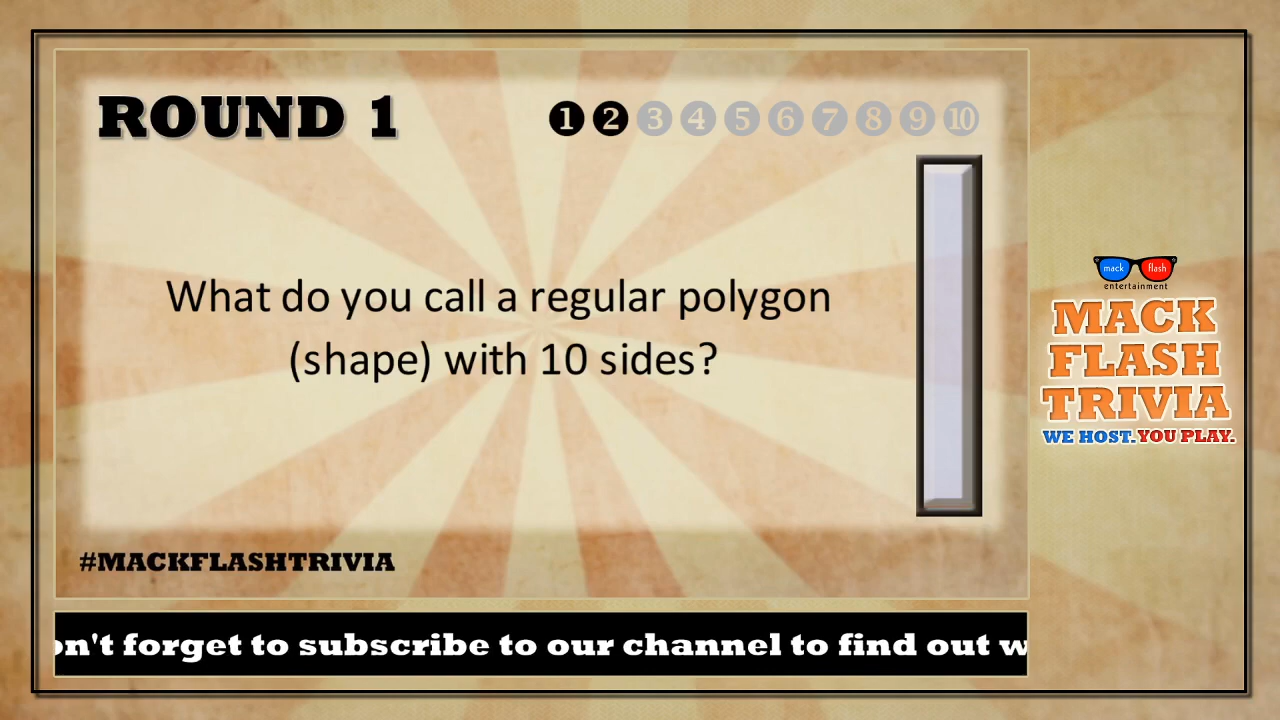 ROUND 1
1 2 3 4 5 6 7 8 9 10
What do you call a regular polygon
(shape) with 10 sides?
mack flash
entertainment
MACK
FLASH
TRIVIA
WE HOST. YOU PLAY.
#MACKFLASHTRIVIA
on't forget to subscribe to our channel to find out w